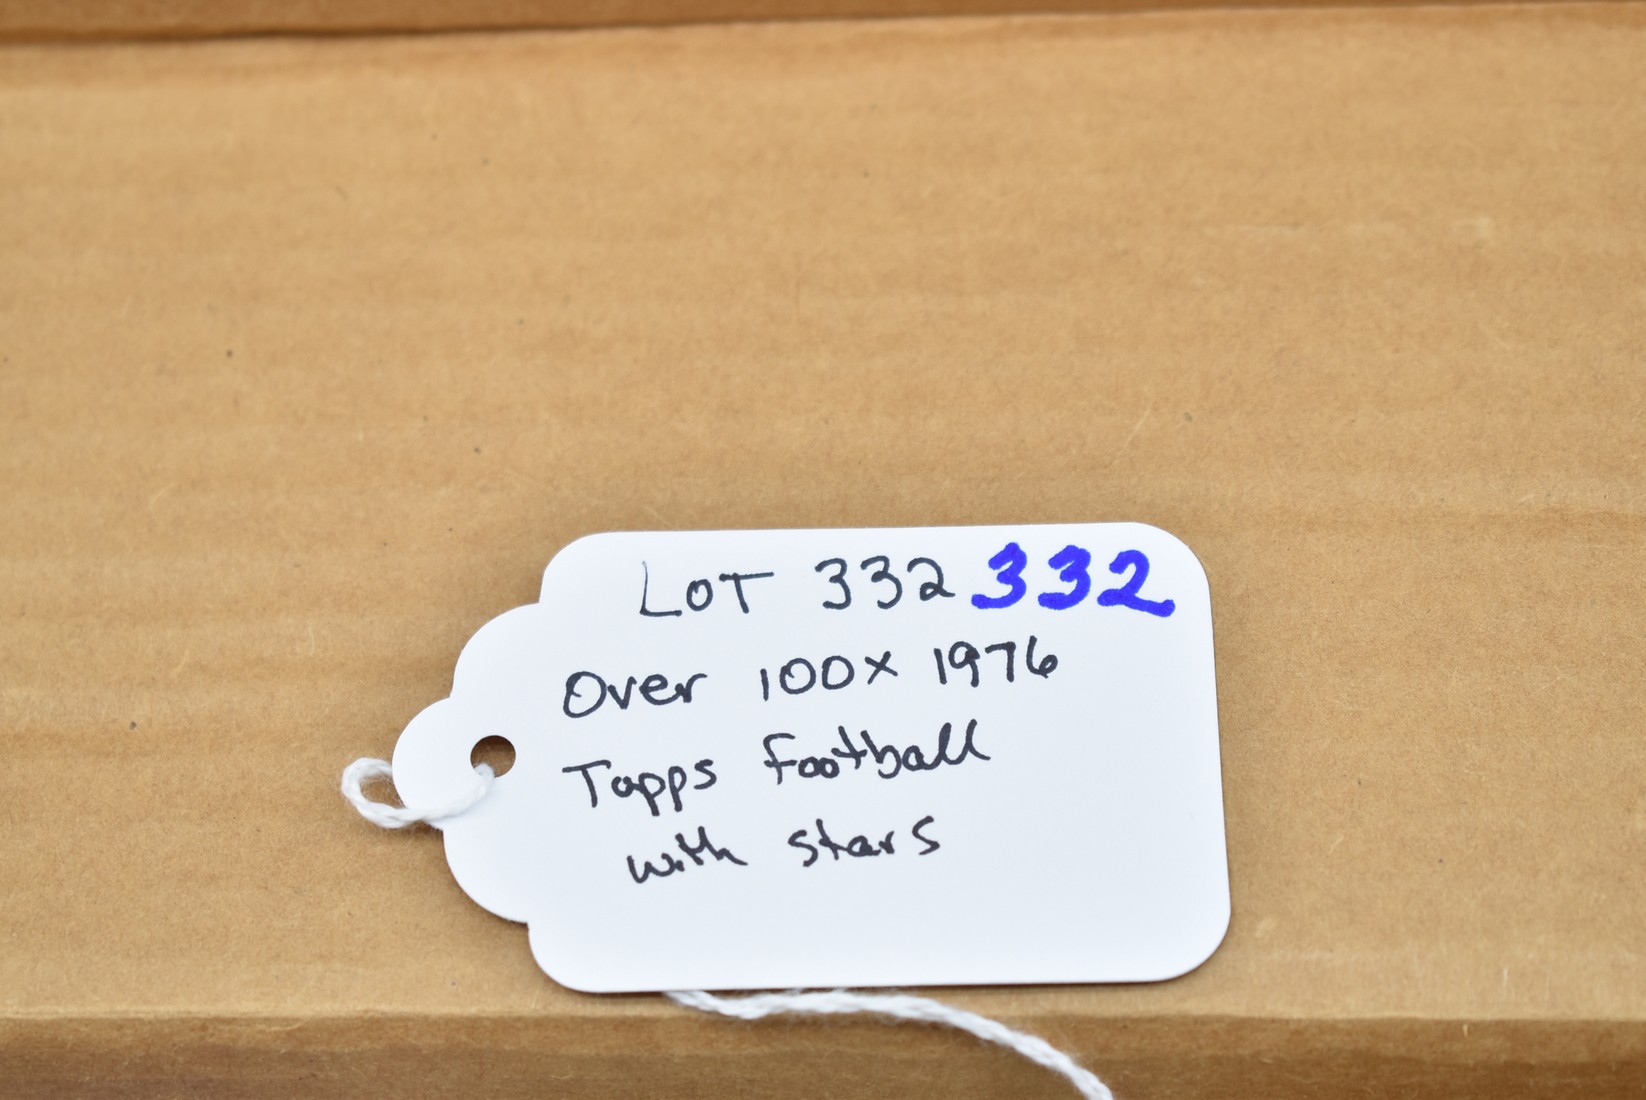 LOT 332 332
Over 100x 1976
Topps Football
with stars